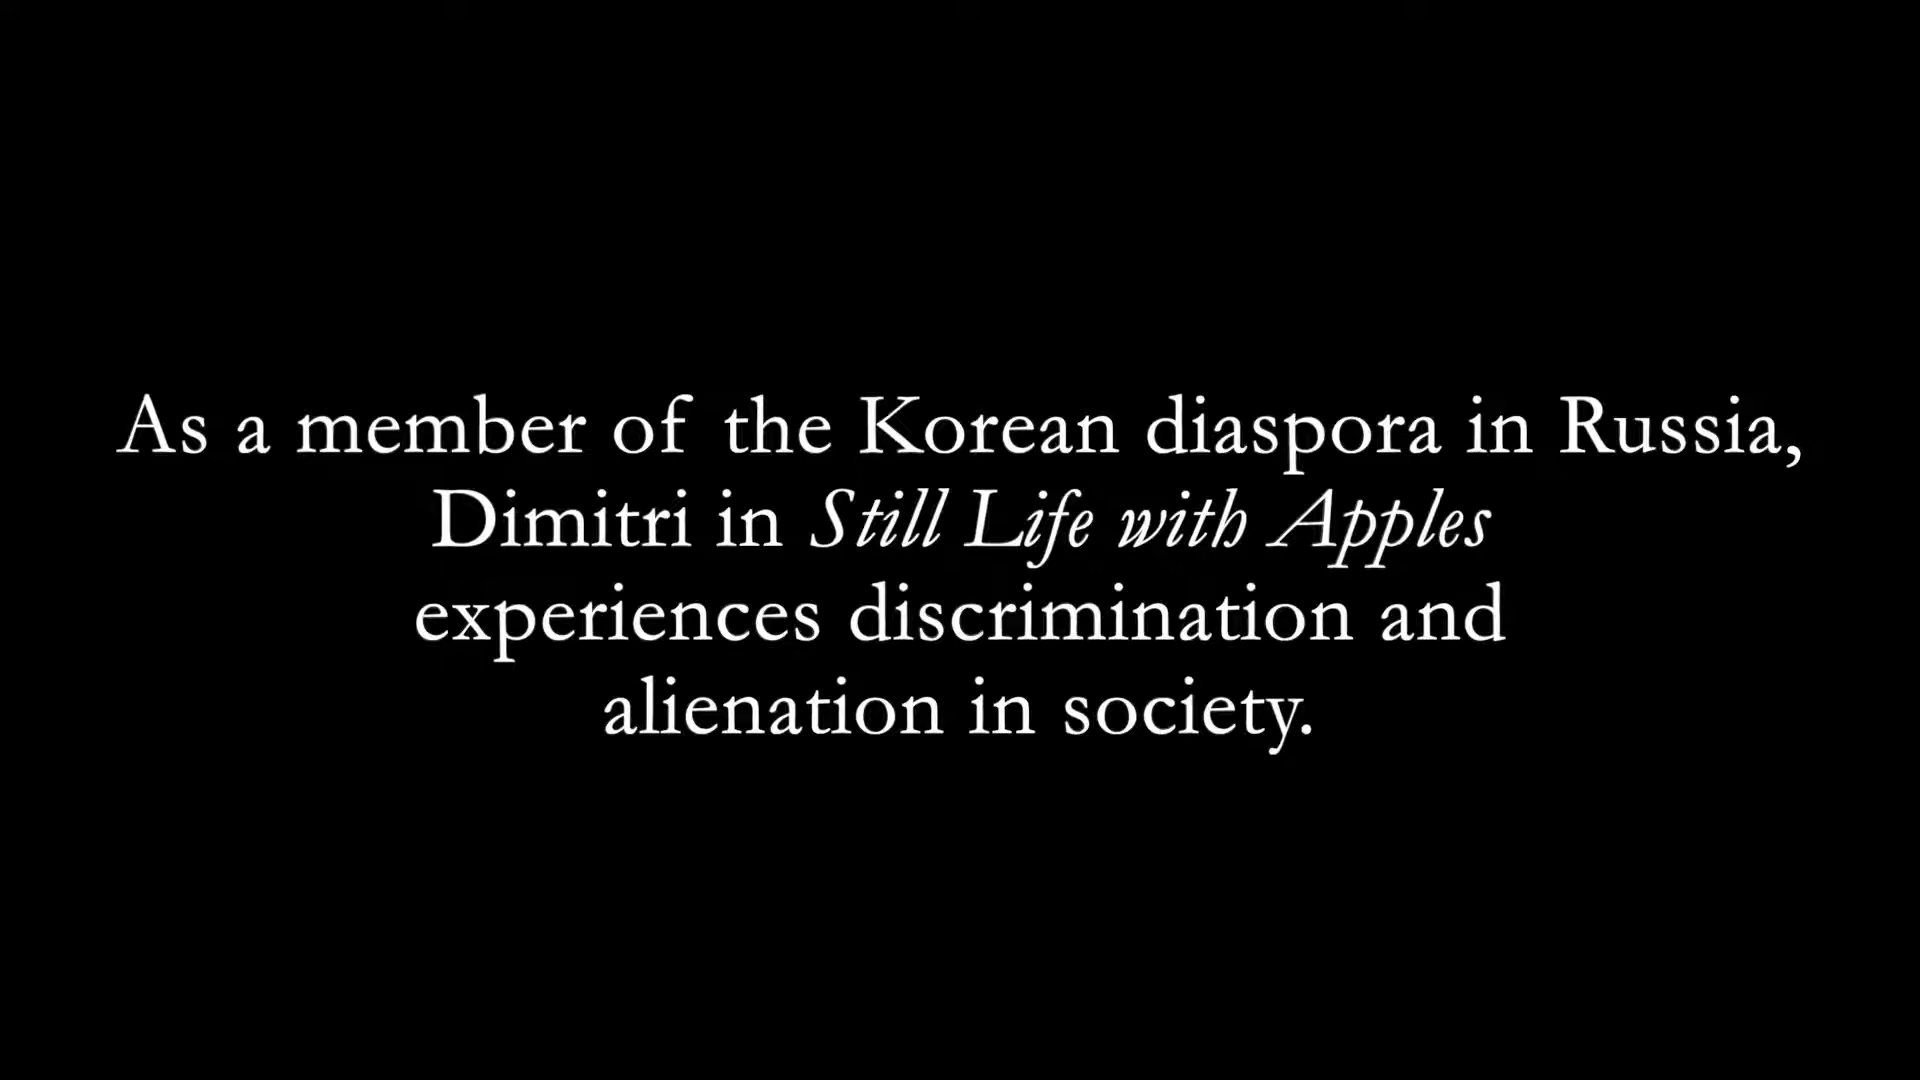 As a member of the Korean diaspora in Russia,
Dimitri in Still Life with Apples
experiences discrimination and
alienation in society.